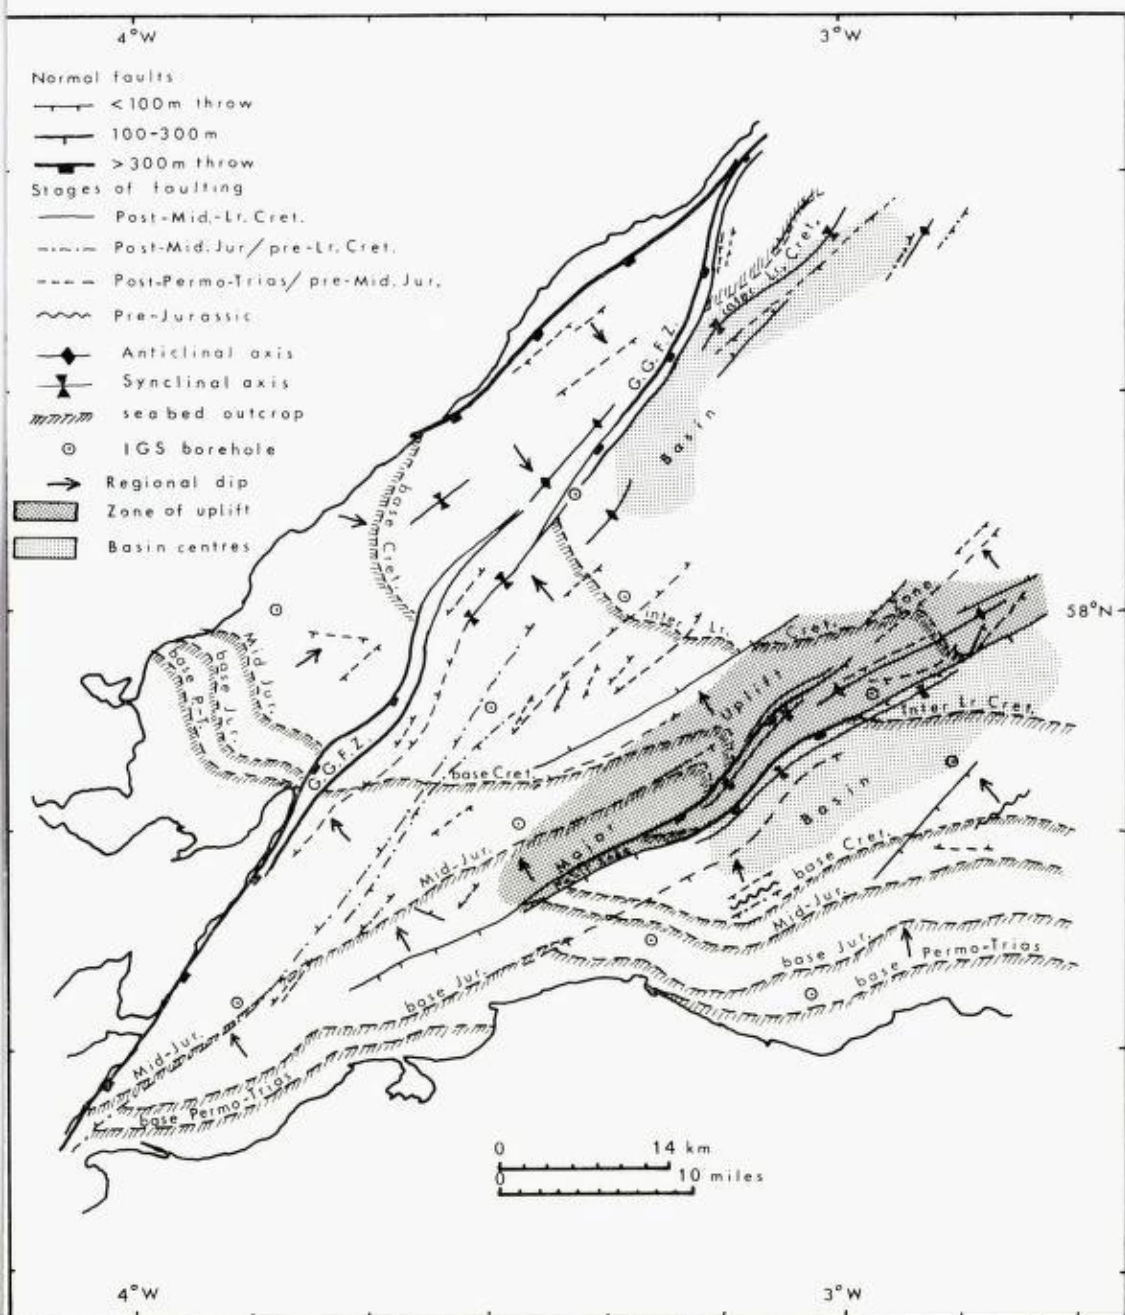 4°W
3°W
Normal faults
<100m throw
100-300m
>300m throw
Stages of faulting
Post-Mid.-Lr. Cret.
Post-Mid. Jur/pre-Lr. Cret.
Post-Permo-Trias/pre-Mid. Jur.
Pre-Jurassic
Anticlinal axis
Synclinal axis
seabed outcrop
IGS borehole
Regional dip
Zone of uplift
Basin centres
base Lr. Cret.
G.G.F.Z.
Basin
base Cret.
58°N
Zone
inter Lr. Cret.
Uplift
Mid Jur.
base Jur.
base P-T.
Inter Lr Cret.
G.G.F.Z.
base Cret.
Basin
Major
Mid-Jur.
base Cret.
Mid-Jur.
base Jur.
base Permo-Trias
base Jur.
Mid-Jur.
base Permo-Trias
0 14 km
0 10 miles
4°W
3°W